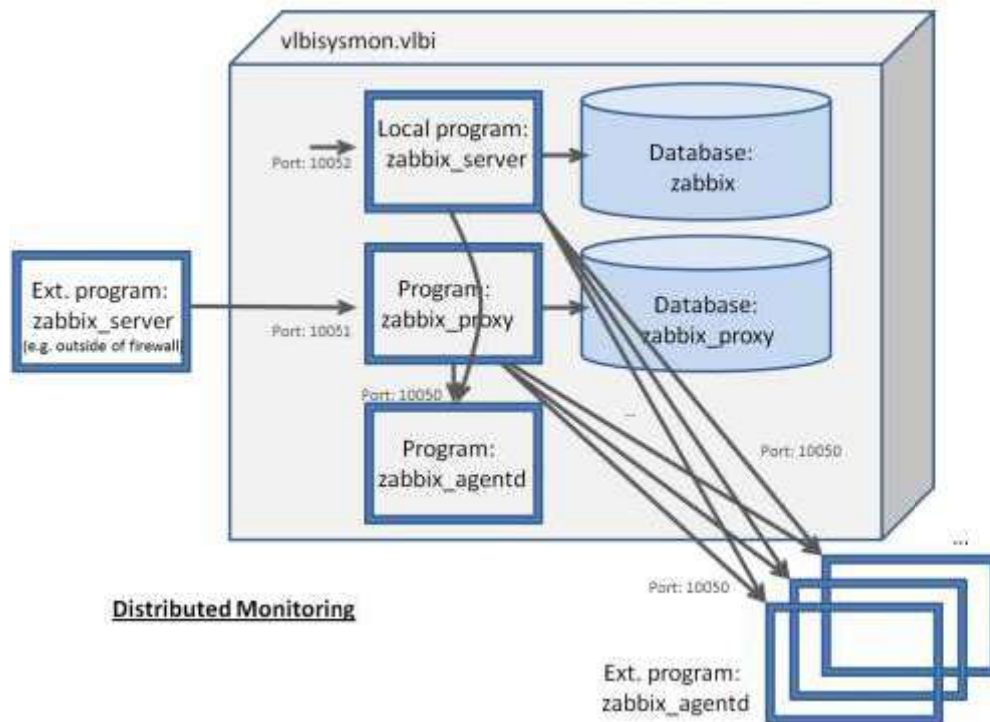 vlbisysmon.vlbi
Local program:
zabbix_server
Port: 10052
Database:
zabbix
Ext. program:
zabbix_server
(e.g. outside of firewall)
Port: 10051
Program:
zabbix_proxy
Database:
zabbix_proxy
Port: 10050
...
Program:
zabbix_agentd
Port: 10050
...
Port: 10050
Distributed Monitoring
Ext. program:
zabbix_agentd